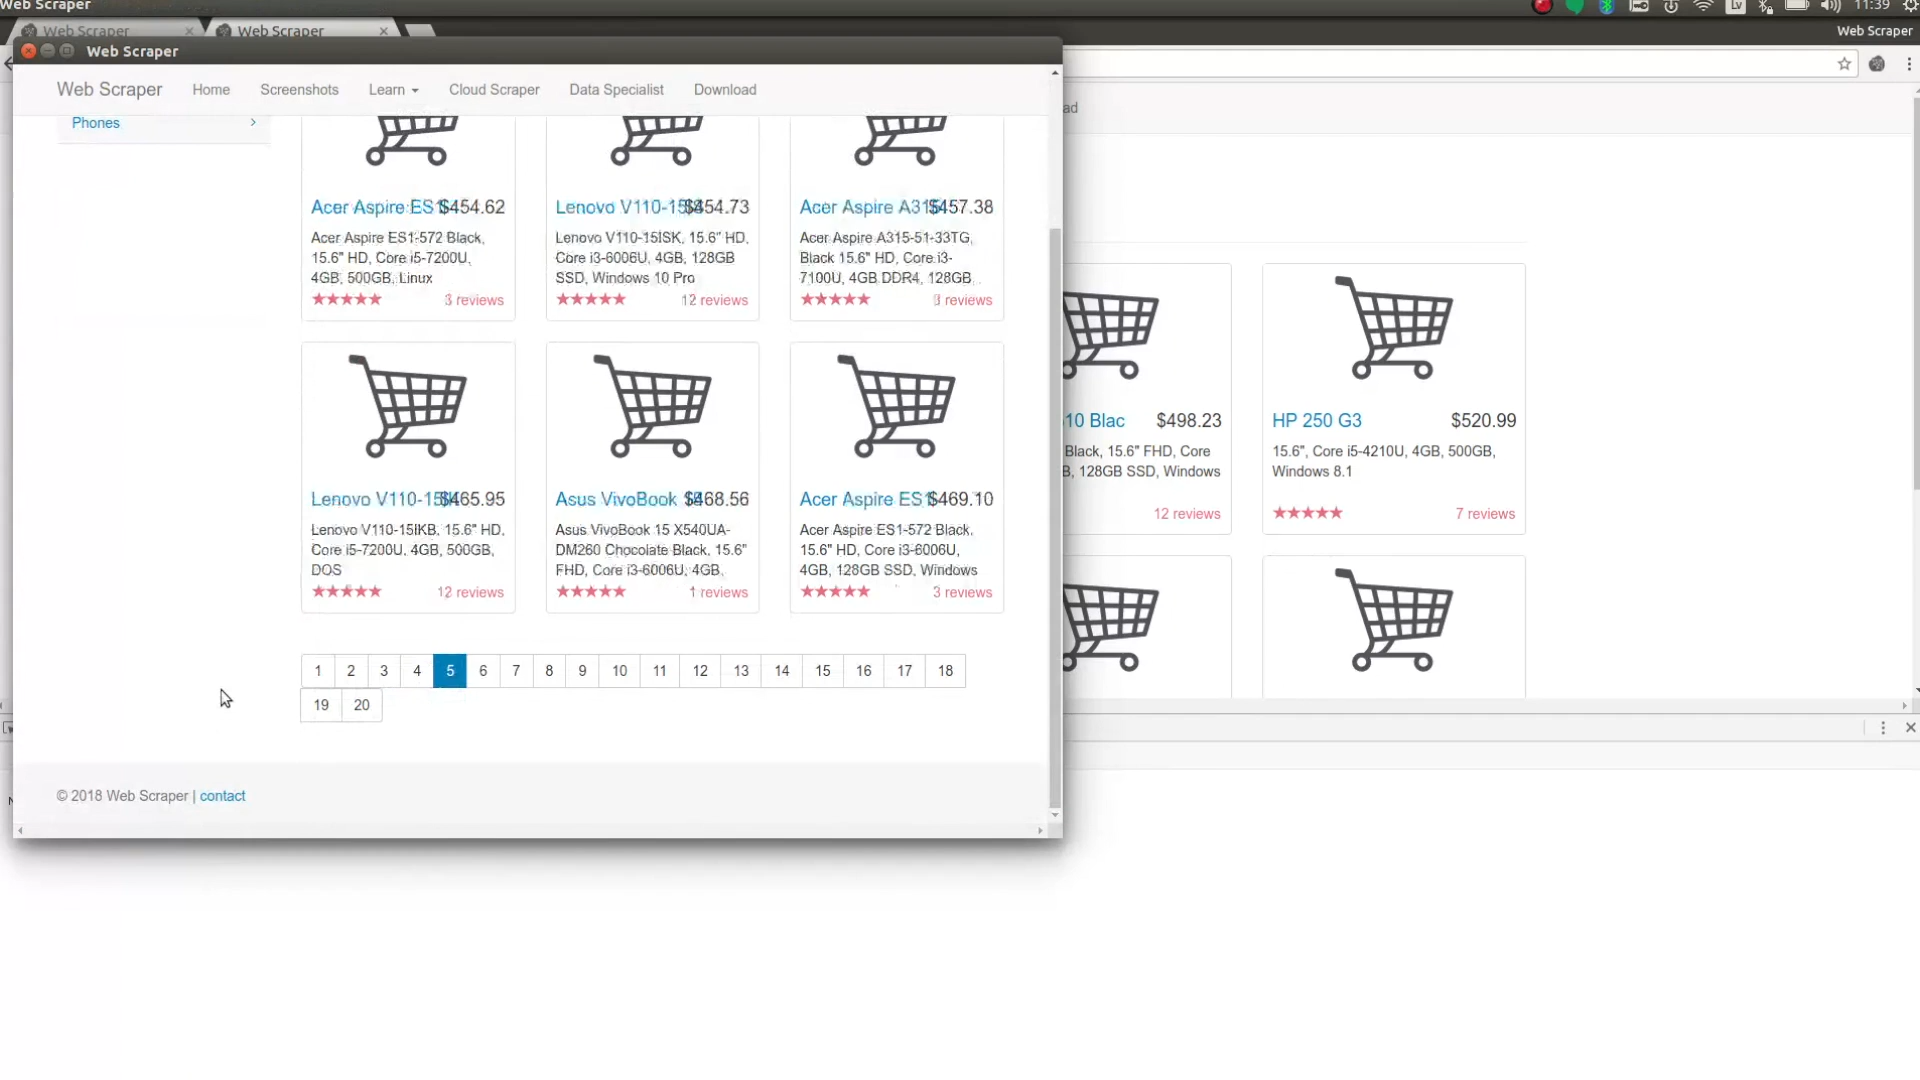 Web Scraper
Lv
11:39
Web Scraper
Web Scraper
Web Scraper
Web Scraper
Web Scraper
Home
Screenshots
Learn
Cloud Scraper
Data Specialist
Download
ad
Phones
Acer Aspire ES1 $454.62
Acer Aspire ES1-572 Black,
15.6" HD, Core i5-7200U,
4GB, 500GB, Linux
3 reviews
Lenovo V110-15 $454.73
Lenovo V110-15ISK, 15.6" HD,
Core i3-6006U, 4GB, 128GB
SSD, Windows 10 Pro
12 reviews
Acer Aspire A315 $457.38
Acer Aspire A315-51-33TG,
Black 15.6" HD, Core i3-
7100U, 4GB DDR4, 128GB
reviews
Lenovo V110-15 $465.95
Lenovo V110-15IKB, 15.6" HD,
Core i5-7200U, 4GB, 500GB,
DOS
12 reviews
Asus VivoBook $468.56
Asus VivoBook 15 X540UA-
DM260 Chocolate Black, 15.6"
FHD, Core i3-6006U, 4GB,
1 reviews
Acer Aspire ES1 $469.10
Acer Aspire ES1-572 Black,
15.6" HD, Core i3-6006U,
4GB, 128GB SSD, Windows
3 reviews
10 Blac $498.23
Black, 15.6" FHD, Core
B, 128GB SSD, Windows
12 reviews
HP 250 G3 $520.99
15.6", Core i5-4210U, 4GB, 500GB,
Windows 8.1
7 reviews
1 2 3 4 5 6 7 8 9 10 11 12 13 14 15 16 17 18
19 20
© 2018 Web Scraper | contact